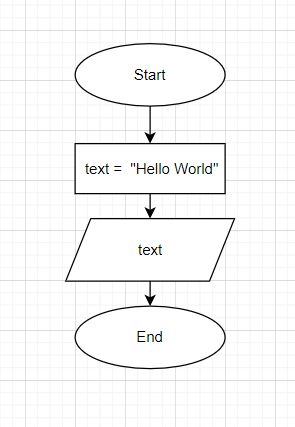 Start
text = "Hello World"
text
End